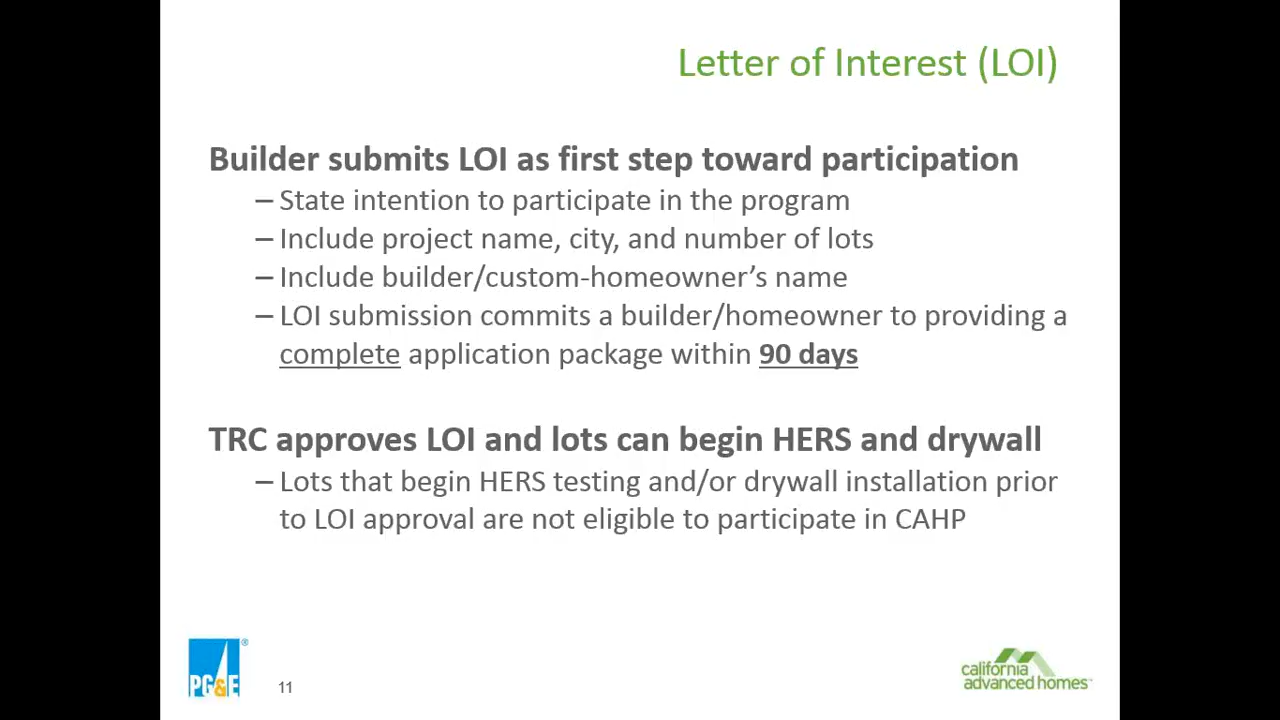 Letter of Interest (LOI)
Builder submits LOI as first step toward participation
– State intention to participate in the program
– Include project name, city, and number of lots
– Include builder/custom-homeowner’s name
– LOI submission commits a builder/homeowner to providing a
complete application package within 90 days
TRC approves LOI and lots can begin HERS and drywall
– Lots that begin HERS testing and/or drywall installation prior
to LOI approval are not eligible to participate in CAHP
PG&E®
11
california
advanced homes™